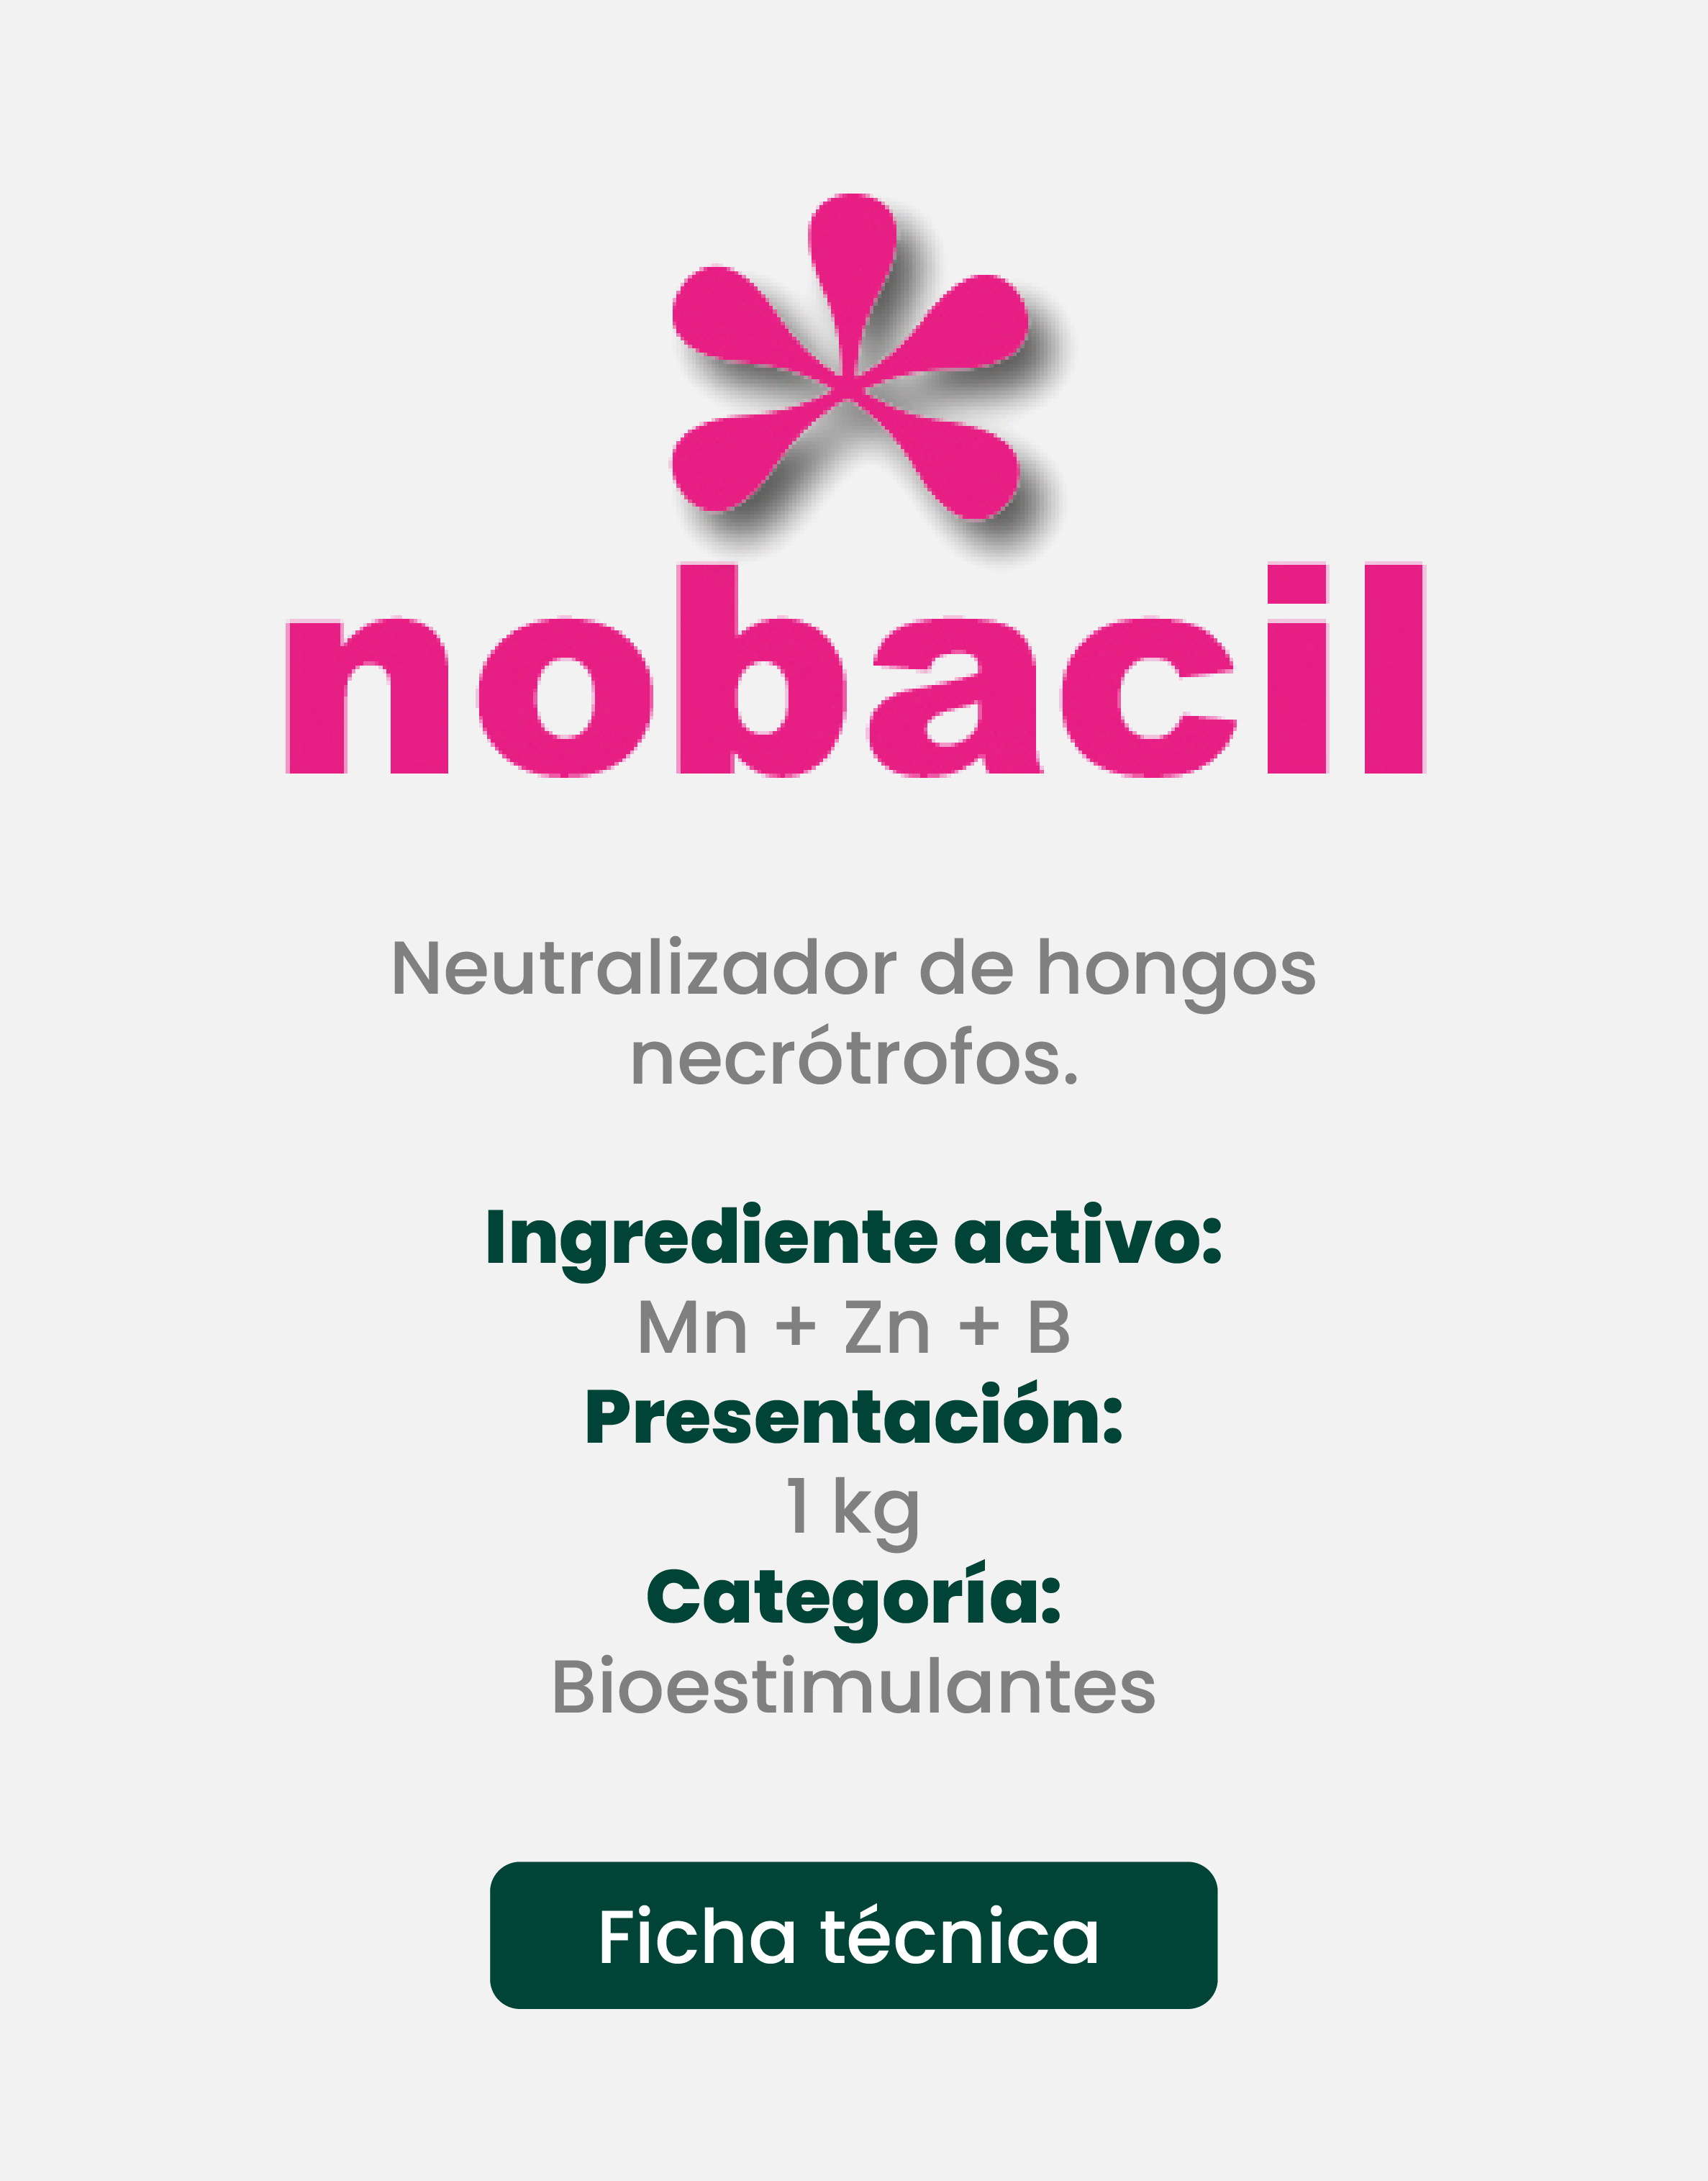 nobacil
Neutralizador de hongos
necrótrofos.
Ingrediente activo:
Mn + Zn + B
Presentación:
1 kg
Categoría:
Bioestimulantes
Ficha técnica